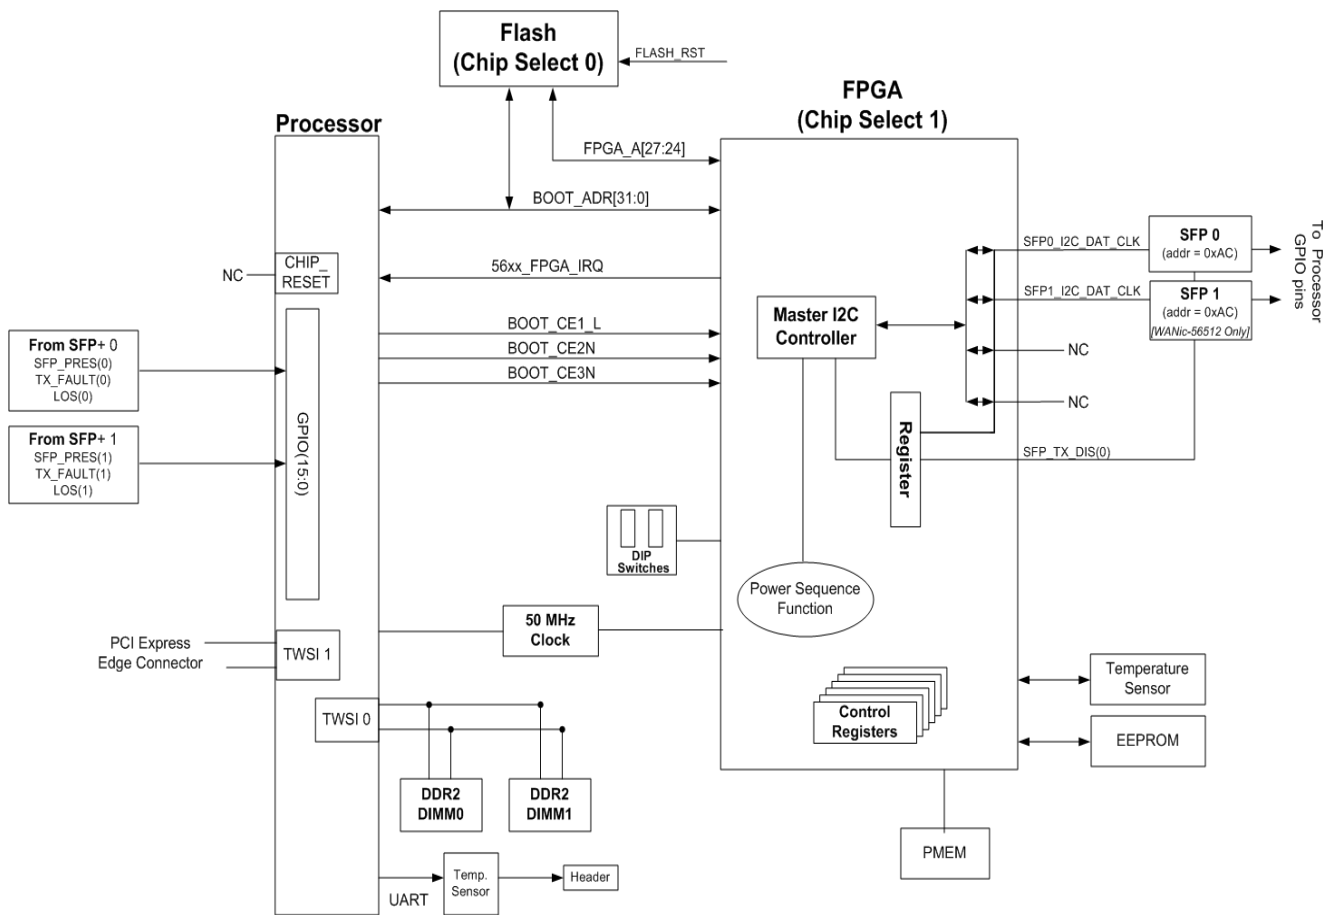 Flash
(Chip Select 0)
FLASH_RST
FPGA
(Chip Select 1)
Processor
FPGA_A[27:24]
BOOT_ADR[31:0]
SFP0_I2C_DAT_CLK
SFP 0
(addr = 0xAC)
To Processor
GPIO pins
NC
CHIP_
RESET
56xx_FPGA_IRQ
SFP1_I2C_DAT_CLK
SFP 1
(addr = 0xAC)
[WANic-56512 Only]
Master I2C
Controller
BOOT_CE1_L
BOOT_CE2N
BOOT_CE3N
NC
NC
From SFP+ 0
SFP_PRES(0)
TX_FAULT(0)
LOS(0)
From SFP+ 1
SFP_PRES(1)
TX_FAULT(1)
LOS(1)
GPIO(15:0)
Register
SFP_TX_DIS(0)
DIP
Switches
Power Sequence
Function
50 MHz
Clock
PCI Express
Edge Connector
TWSI 1
TWSI 0
Control
Registers
Temperature
Sensor
EEPROM
DDR2
DIMM0
DDR2
DIMM1
PMEM
UART
Temp.
Sensor
Header